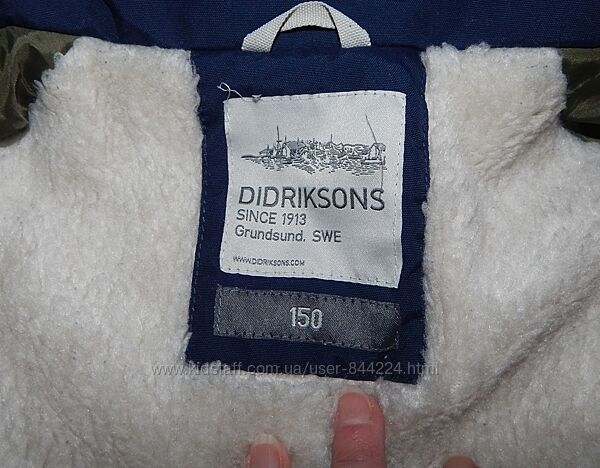 DIDRIKSONS
SINCE 1913
Grundsund, SWE
WWW.DIDRIKSONS.COM
150
www.kidstaff.com.ua/user-844224.html